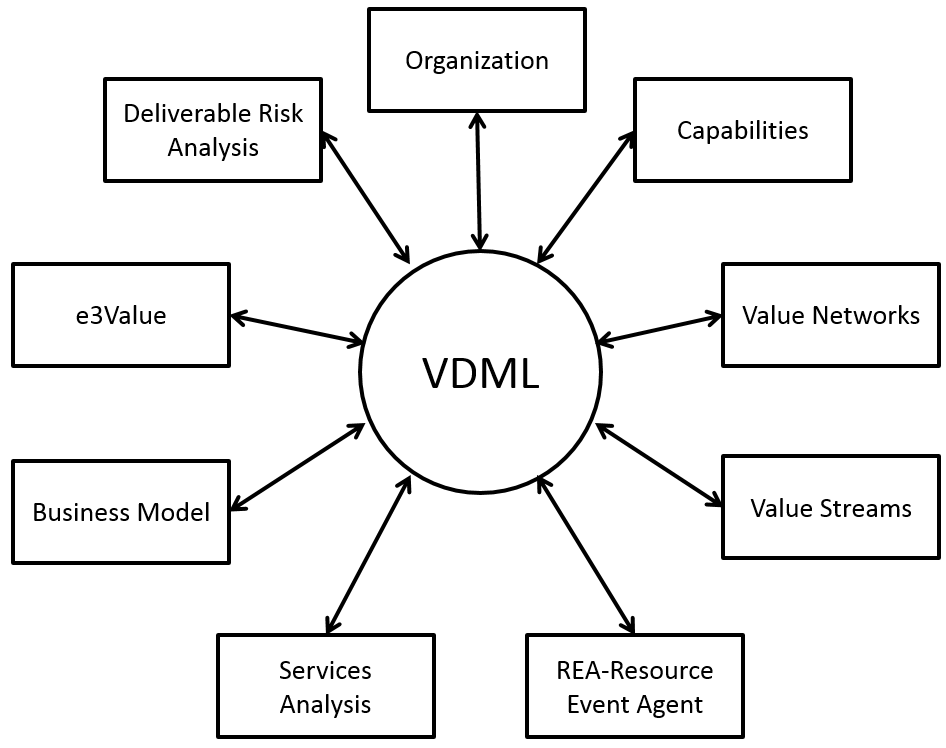 Organization
Deliverable Risk
Analysis
Capabilities
e3Value
Value Networks
VDML
Business Model
Value Streams
Services
Analysis
REA-Resource
Event Agent